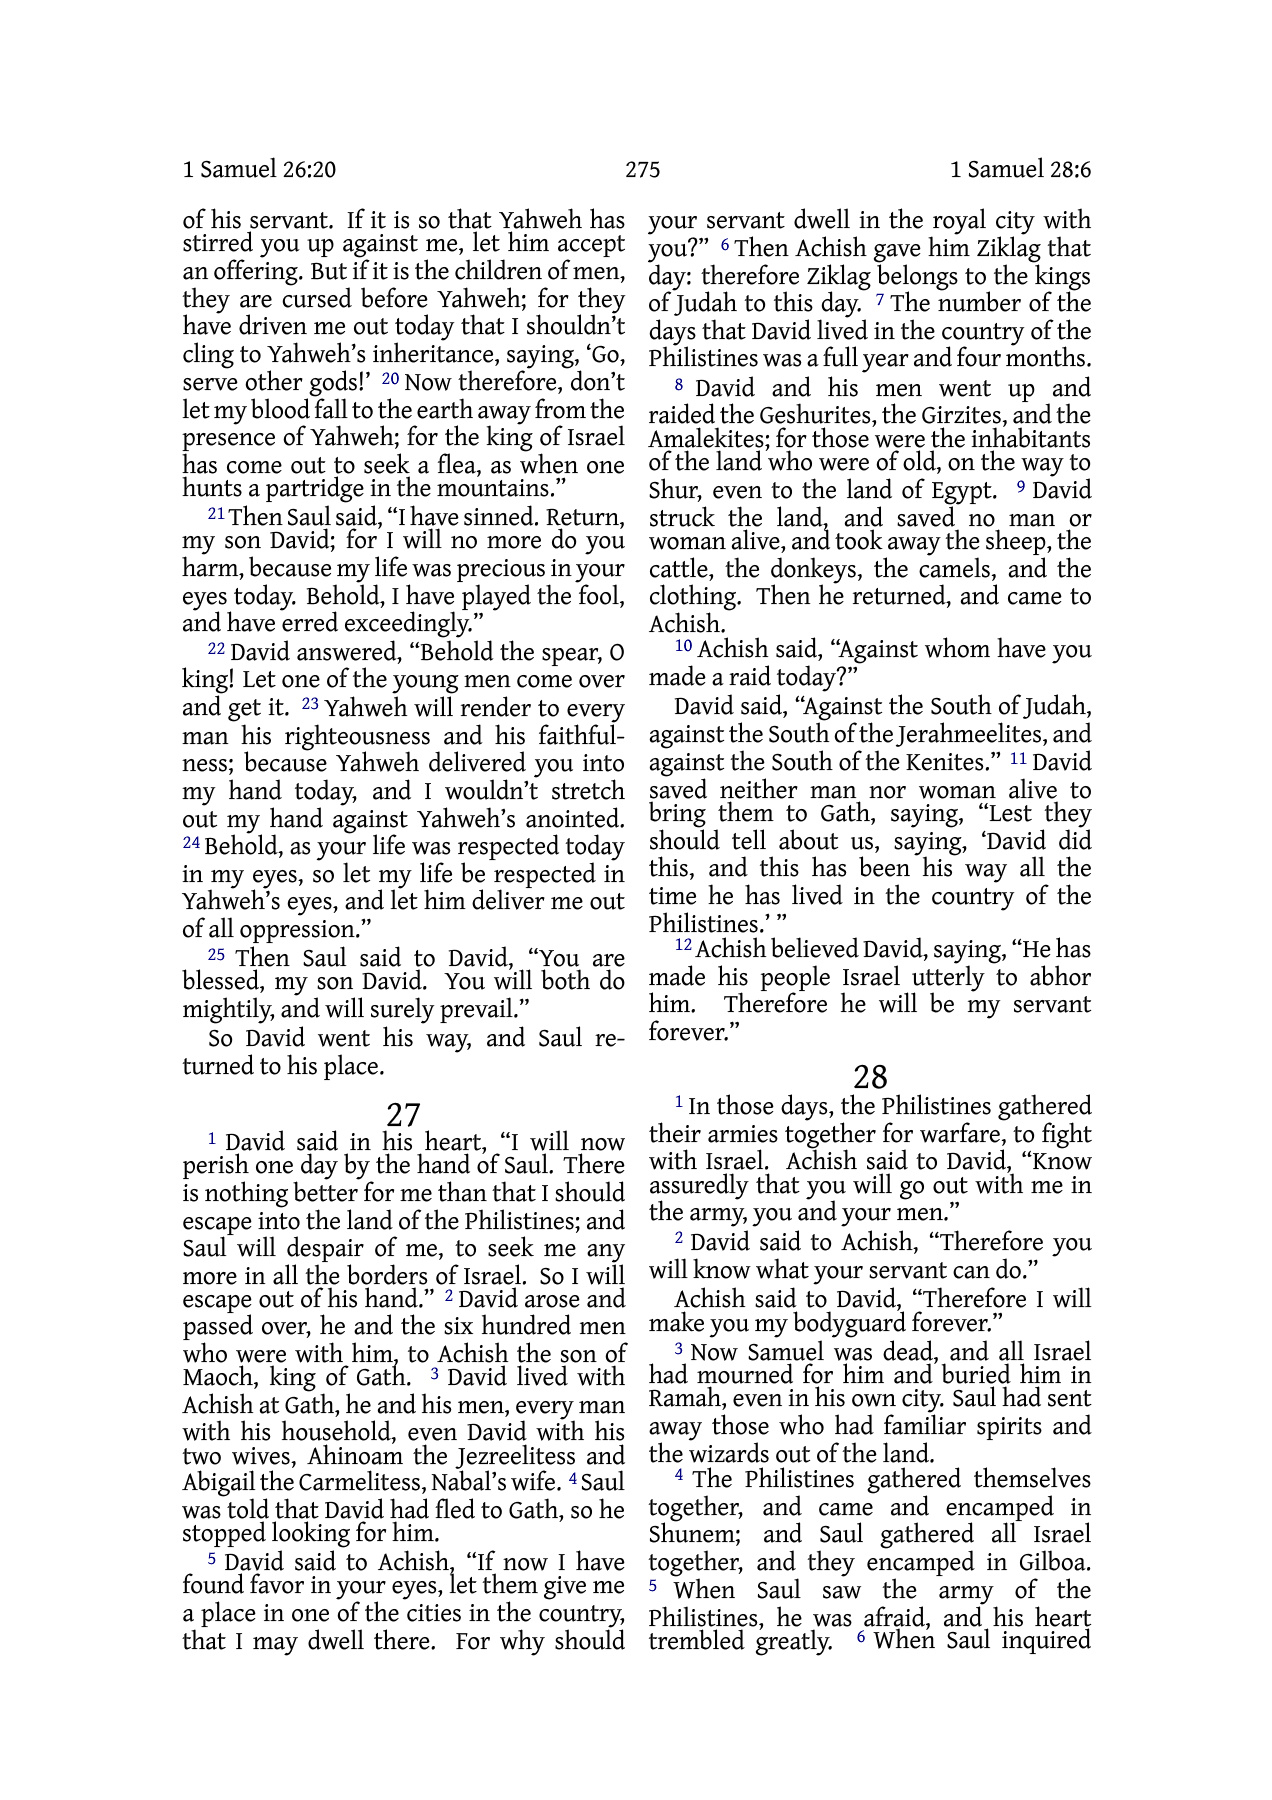 1 Samuel 26:20 275 1 Samuel 28:6
of his servant. If it is so that Yahweh has
stirred you up against me, let him accept
an offering. But if it is the children of men,
they are cursed before Yahweh; for they
have driven me out today that I shouldn’t
cling to Yahweh’s inheritance, saying, ‘Go,
serve other gods!’ 20 Now therefore, don’t
let my blood fall to the earth away from the
presence of Yahweh; for the king of Israel
has come out to seek a flea, as when one
hunts a partridge in the mountains.”
21 Then Saul said, “I have sinned. Return,
my son David; for I will no more do you
harm, because my life was precious in your
eyes today. Behold, I have played the fool,
and have erred exceedingly.”
22 David answered, “Behold the spear, O
king! Let one of the young men come over
and get it. 23 Yahweh will render to every
man his righteousness and his faithful-
ness; because Yahweh delivered you into
my hand today, and I wouldn’t stretch
out my hand against Yahweh’s anointed.
24 Behold, as your life was respected today
in my eyes, so let my life be respected in
Yahweh’s eyes, and let him deliver me out
of all oppression.”
25 Then Saul said to David, “You are
blessed, my son David. You will both do
mightily, and will surely prevail.”
So David went his way, and Saul re-
turned to his place.
27
1 David said in his heart, “I will now
perish one day by the hand of Saul. There
is nothing better for me than that I should
escape into the land of the Philistines; and
Saul will despair of me, to seek me any
more in all the borders of Israel. So I will
escape out of his hand.” 2 David arose and
passed over, he and the six hundred men
who were with him, to Achish the son of
Maoch, king of Gath. 3 David lived with
Achish at Gath, he and his men, every man
with his household, even David with his
two wives, Ahinoam the Jezreelitess and
Abigail the Carmelitess, Nabal’s wife. 4 Saul
was told that David had fled to Gath, so he
stopped looking for him.
5 David said to Achish, “If now I have
found favor in your eyes, let them give me
a place in one of the cities in the country,
that I may dwell there. For why should
your servant dwell in the royal city with
you?” 6 Then Achish gave him Ziklag that
day: therefore Ziklag belongs to the kings
of Judah to this day. 7 The number of the
days that David lived in the country of the
Philistines was a full year and four months.
8 David and his men went up and
raided the Geshurites, the Girzites, and the
Amalekites; for those were the inhabitants
of the land who were of old, on the way to
Shur, even to the land of Egypt. 9 David
struck the land, and saved no man or
woman alive, and took away the sheep, the
cattle, the donkeys, the camels, and the
clothing. Then he returned, and came to
Achish.
10 Achish said, “Against whom have you
made a raid today?”
David said, “Against the South of Judah,
against the South of the Jerahmeelites, and
against the South of the Kenites.” 11 David
saved neither man nor woman alive to
bring them to Gath, saying, “Lest they
should tell about us, saying, ‘David did
this, and this has been his way all the
time he has lived in the country of the
Philistines.’ ”
12 Achish believed David, saying, “He has
made his people Israel utterly to abhor
him. Therefore he will be my servant
forever.”
28
1 In those days, the Philistines gathered
their armies together for warfare, to fight
with Israel. Achish said to David, “Know
assuredly that you will go out with me in
the army, you and your men.”
2 David said to Achish, “Therefore you
will know what your servant can do.”
Achish said to David, “Therefore I will
make you my bodyguard forever.”
3 Now Samuel was dead, and all Israel
had mourned for him and buried him in
Ramah, even in his own city. Saul had sent
away those who had familiar spirits and
the wizards out of the land.
4 The Philistines gathered themselves
together, and came and encamped in
Shunem; and Saul gathered all Israel
together, and they encamped in Gilboa.
5 When Saul saw the army of the
Philistines, he was afraid, and his heart
trembled greatly. 6 When Saul inquired